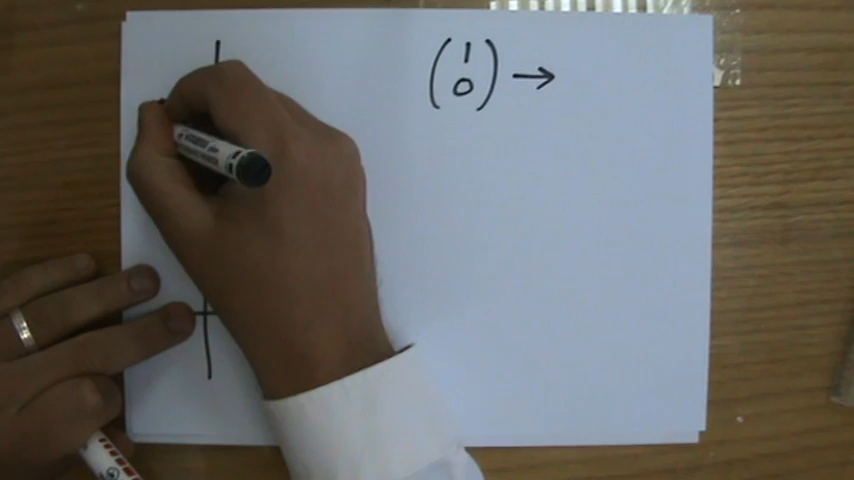 ( 1 ) →
( 0 )